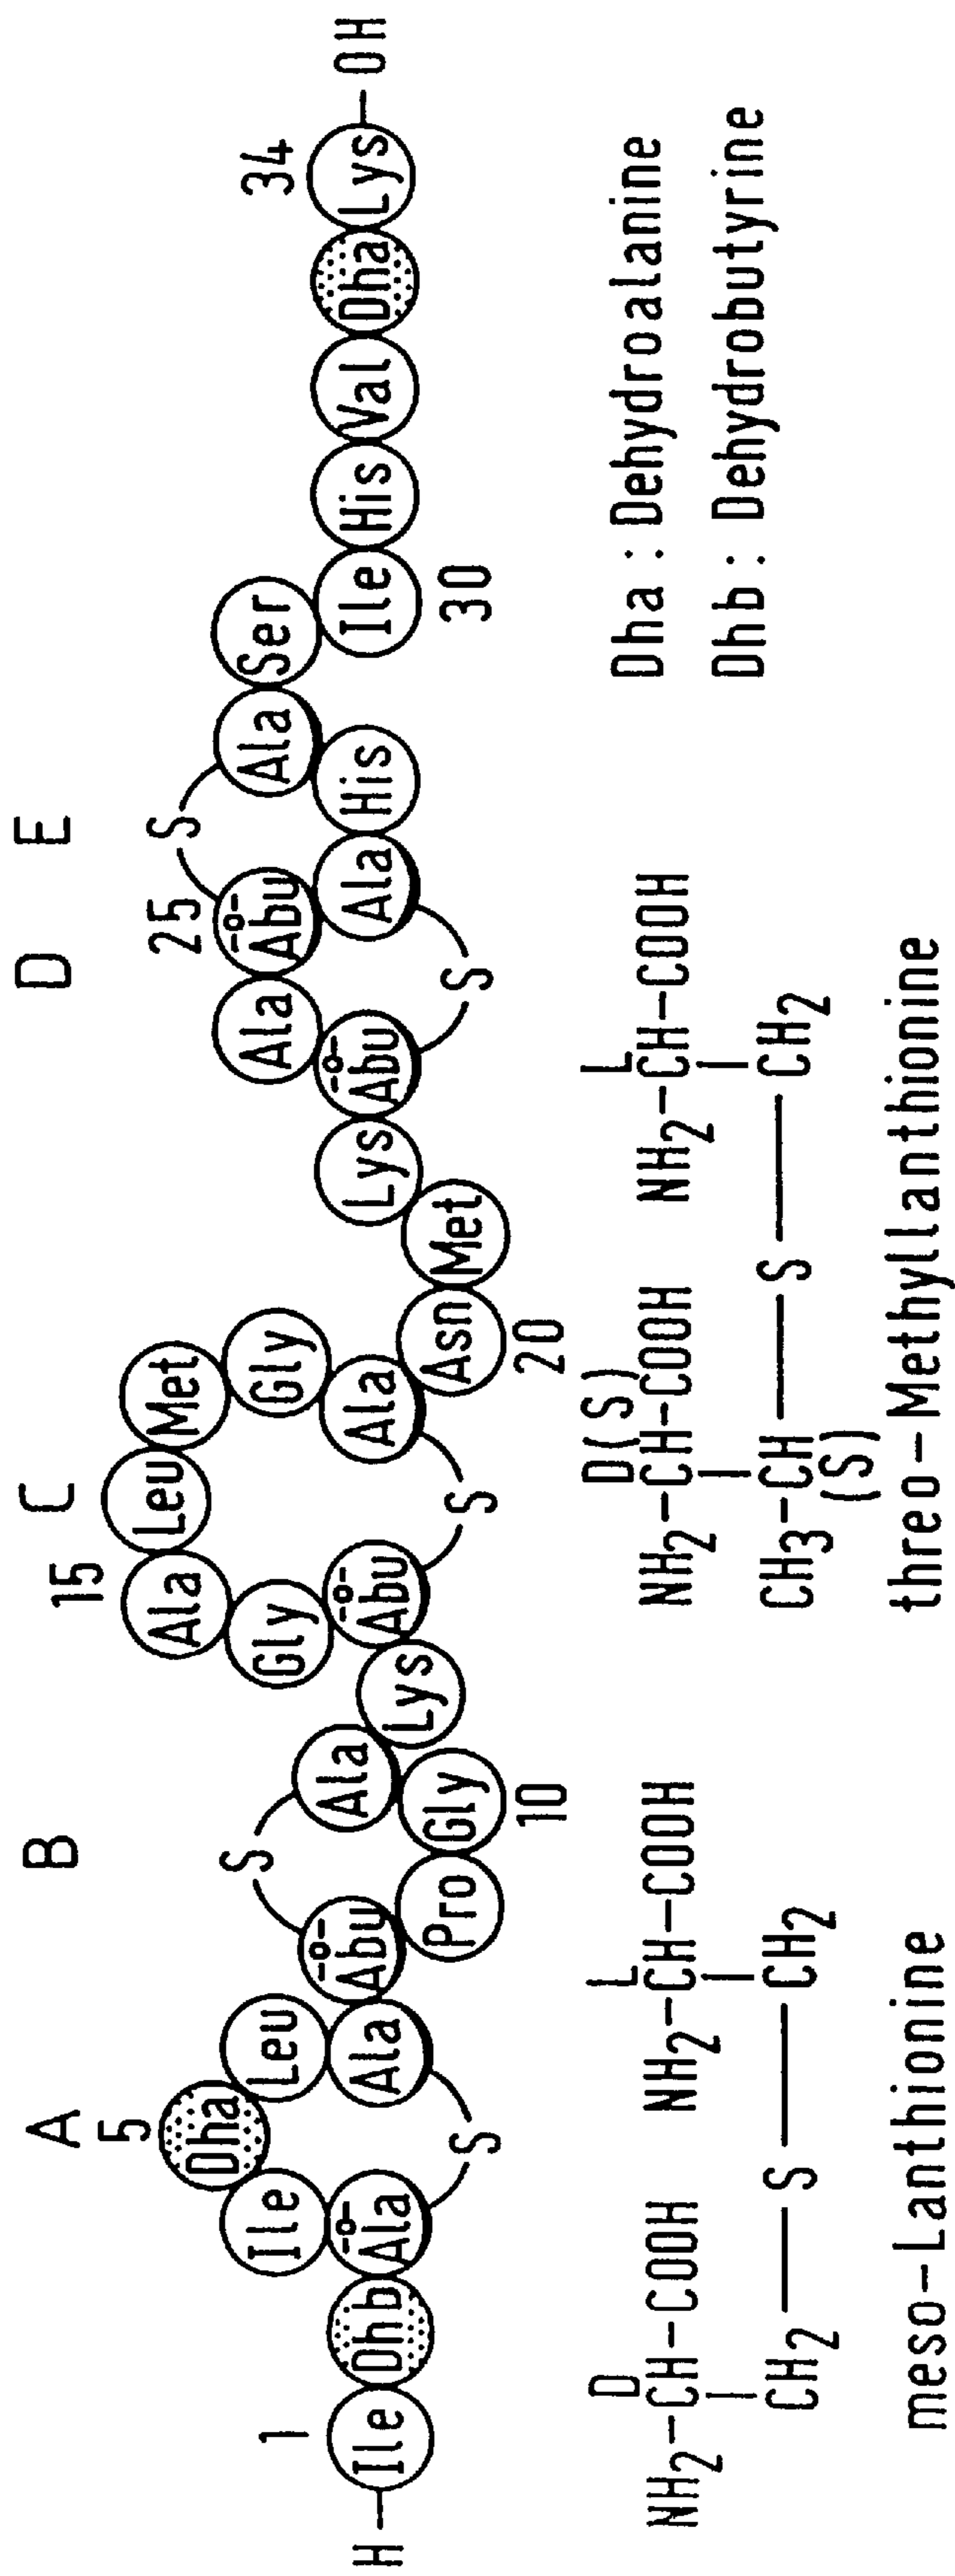 A B C D E
H–Ile Dhb Ala Ile Dha Leu Ala Abu Pro Gly Ala Lys Abu Gly Ala Leu Met Gly Ala Asn Met Lys Abu Ala Abu Ala His Ala Ser Ile His Val Dha Lys–OH
1 5 10 15 20 25 30 34
-o- -o- -o- -o- -o-
S S S S S
Dha : Dehydroalanine
Dhb : Dehydrobutyrine
D L D(S) L
NH2–CH–COOH NH2–CH–COOH NH2–CH–COOH NH2–CH–COOH
CH2 — S — CH2 CH3–CH — S — CH2
(S)
meso–Lanthionine threo–Methyllanthionine